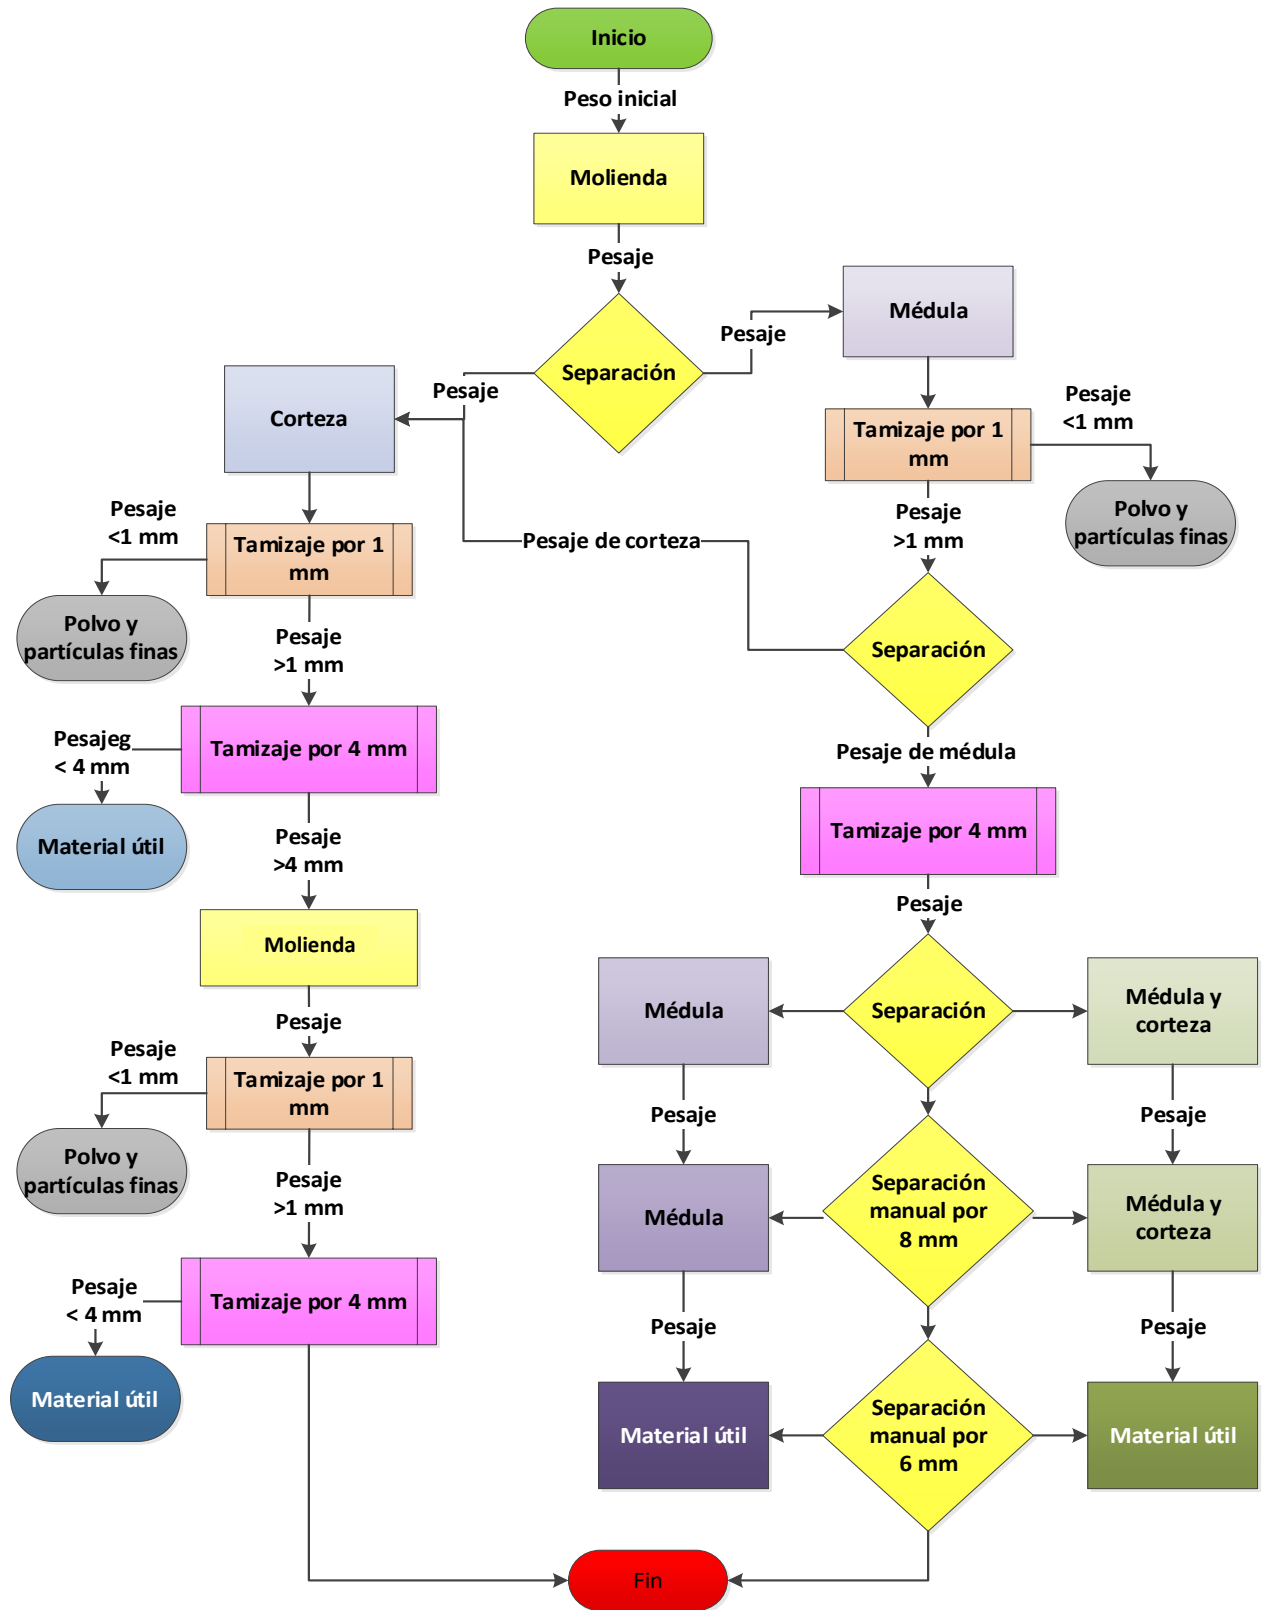 Inicio
Peso inicial
Molienda
Pesaje
Separación
Pesaje
Médula
Pesaje
Corteza
Tamizaje por 1
mm
Pesaje
<1 mm
Polvo y
partículas finas
Pesaje
>1 mm
Pesaje de corteza
Separación
Pesaje
<1 mm
Tamizaje por 1
mm
Polvo y
partículas finas
Pesaje
>1 mm
Pesajeg
< 4 mm
Tamizaje por 4 mm
Material útil
Pesaje
>4 mm
Molienda
Pesaje
Pesaje
<1 mm
Tamizaje por 1
mm
Polvo y
partículas finas
Pesaje
>1 mm
Pesaje
< 4 mm
Tamizaje por 4 mm
Material útil
Pesaje de médula
Tamizaje por 4 mm
Pesaje
Médula
Separación
Médula y
corteza
Pesaje
Pesaje
Médula
Separación
manual por
8 mm
Médula y
corteza
Pesaje
Pesaje
Material útil
Separación
manual por
6 mm
Material útil
Fin